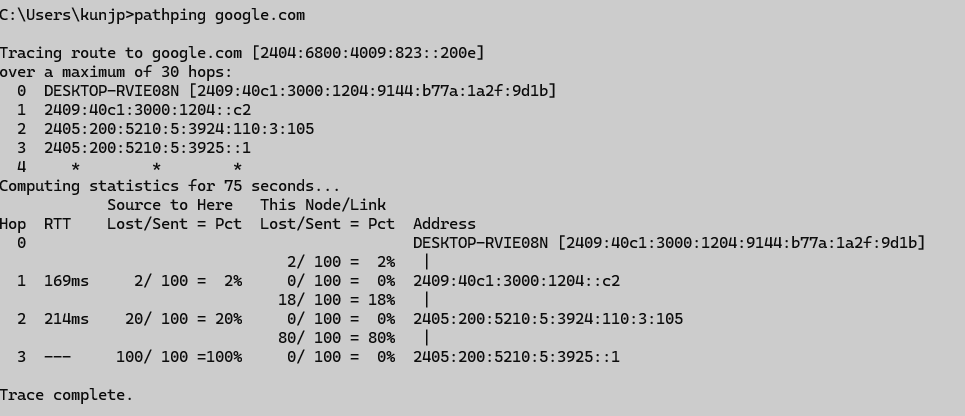 C:\Users\kunjp>pathping google.com
Tracing route to google.com [2404:6800:4009:823::200e]
over a maximum of 30 hops:
  0  DESKTOP-RVIE08N [2409:40c1:3000:1204:9144:b77a:1a2f:9d1b]
  1  2409:40c1:3000:1204::c2
  2  2405:200:5210:5:3924:110:3:105
  3  2405:200:5210:5:3925::1
  4     *        *        *
Computing statistics for 75 seconds...
            Source to Here   This Node/Link
Hop  RTT    Lost/Sent = Pct  Lost/Sent = Pct  Address
  0                                           DESKTOP-RVIE08N [2409:40c1:3000:1204:9144:b77a:1a2f:9d1b]
                                2/ 100 =  2%   |
  1  169ms     2/ 100 =  2%     0/ 100 =  0%  2409:40c1:3000:1204::c2
                               18/ 100 = 18%   |
  2  214ms    20/ 100 = 20%     0/ 100 =  0%  2405:200:5210:5:3924:110:3:105
                               80/ 100 = 80%   |
  3  ---     100/ 100 =100%     0/ 100 =  0%  2405:200:5210:5:3925::1
Trace complete.